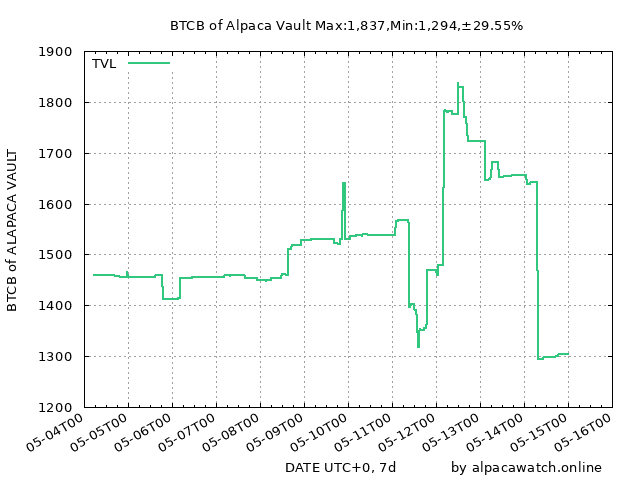 BTCB of Alpaca Vault Max:1,837,Min:1,294,±29.55%
1900
TVL
1800
1700
1600
1500
1400
1300
1200
BTCB of ALAPACA VAULT
05-04T00
05-05T00
05-06T00
05-07T00
05-08T00
05-09T00
05-10T00
05-11T00
05-12T00
05-13T00
05-14T00
05-15T00
05-16T00
DATE UTC+0, 7d
by alpacawatch.online